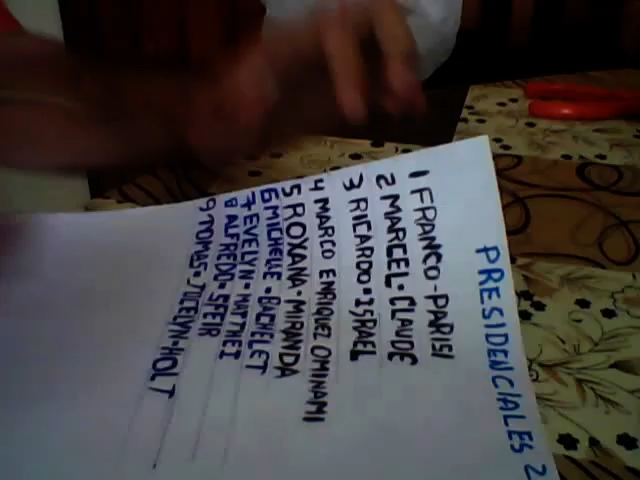 PRESIDENCIALES 2
1 FRANCO-PARISI
2 MARCEL-CLAUDE
3 RICARDO-ISRAEL
4 MARCO ENRIQUEZ OMINAMI
5 ROXANA-MIRANDA
6 MICHELLE-BACHELET
7 EVELYN-MATTHEI
8 ALFREDO-SFEIR
9 TOMAS-JOCELYN-HOLT